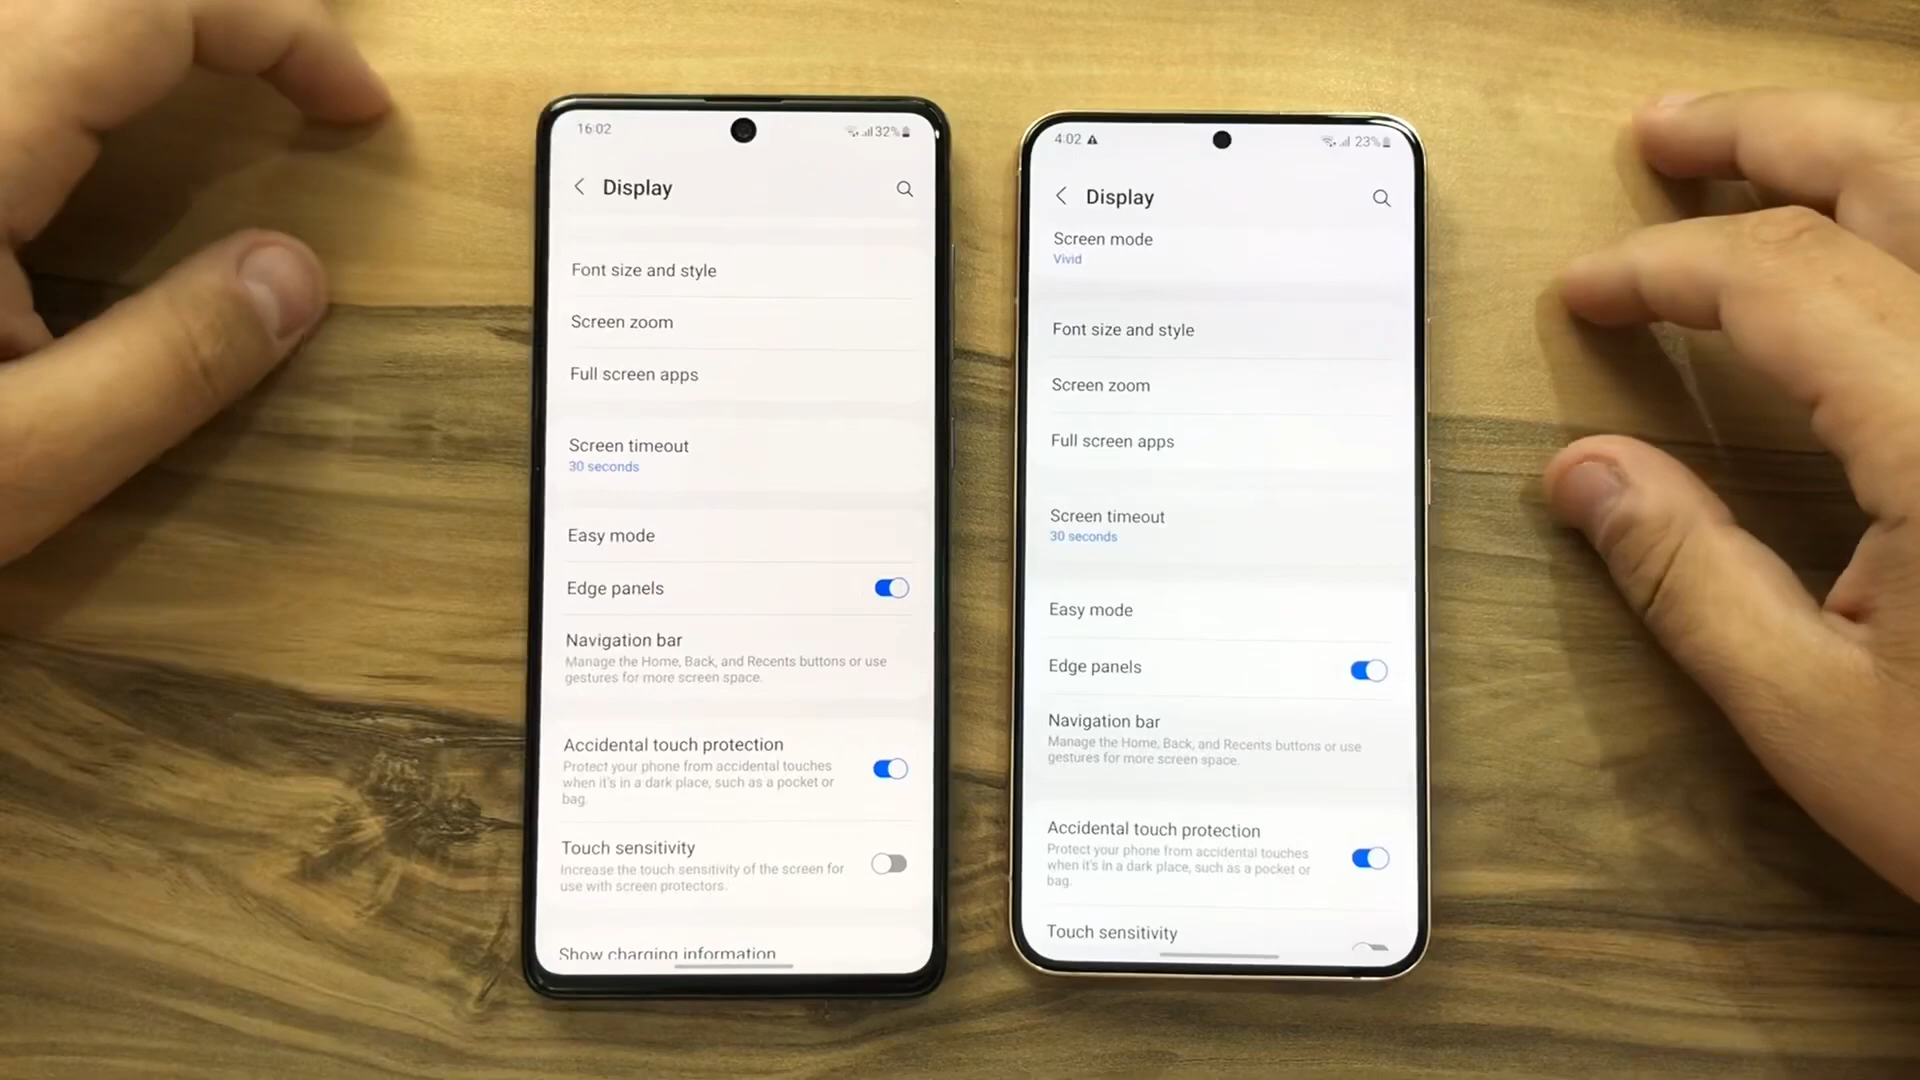 16:02
32%
Display
Font size and style
Screen zoom
Full screen apps
Screen timeout
30 seconds
Easy mode
Edge panels
Navigation bar
Manage the Home, Back, and Recents buttons or use
gestures for more screen space.
Accidental touch protection
Protect your phone from accidental touches
when it's in a dark place, such as a pocket or
bag.
Touch sensitivity
Increase the touch sensitivity of the screen for
use with screen protectors.
Show charging information
4:02
23%
Display
Screen mode
Vivid
Font size and style
Screen zoom
Full screen apps
Screen timeout
30 seconds
Easy mode
Edge panels
Navigation bar
Manage the Home, Back, and Recents buttons or use
gestures for more screen space.
Accidental touch protection
Protect your phone from accidental touches
when it's in a dark place, such as a pocket or
bag.
Touch sensitivity